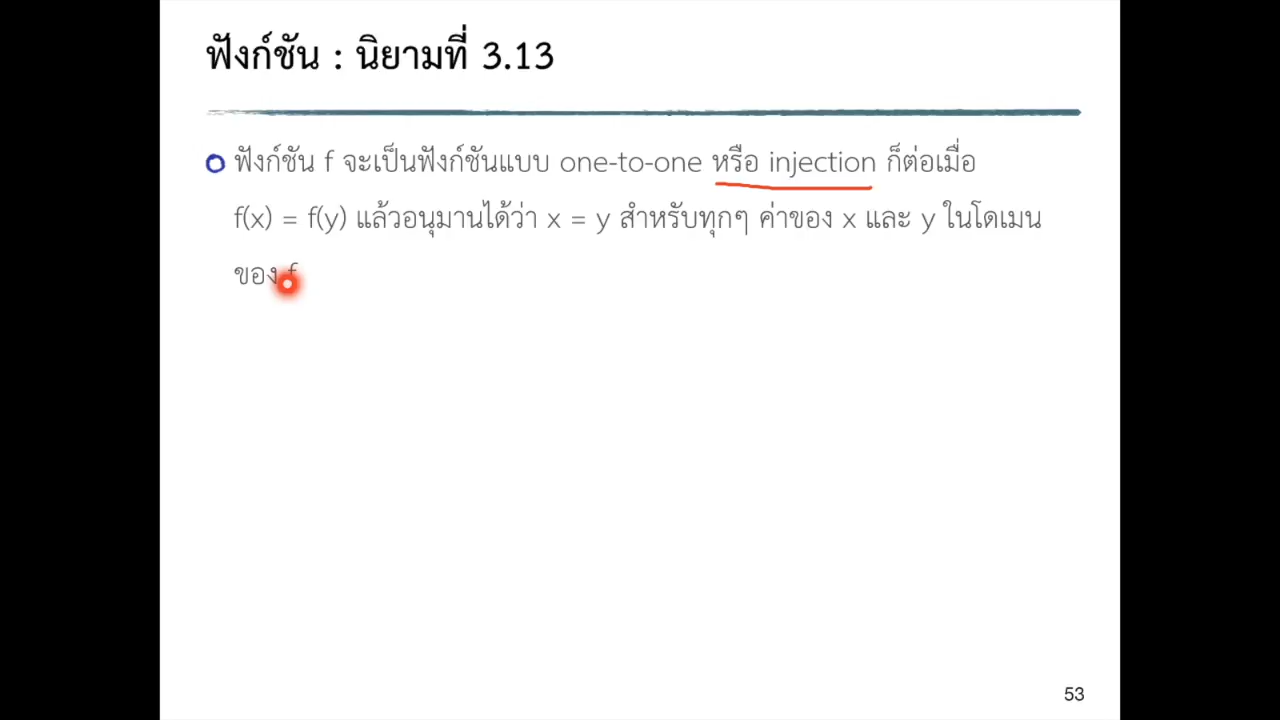 ฟังก์ชัน : นิยามที่ 3.13
ฟังก์ชัน f จะเป็นฟังก์ชันแบบ one-to-one หรือ injection ก็ต่อเมื่อ
f(x) = f(y) แล้วอนุมานได้ว่า x = y สำหรับทุกๆ ค่าของ x และ y ในโดเมน
ของ f
53